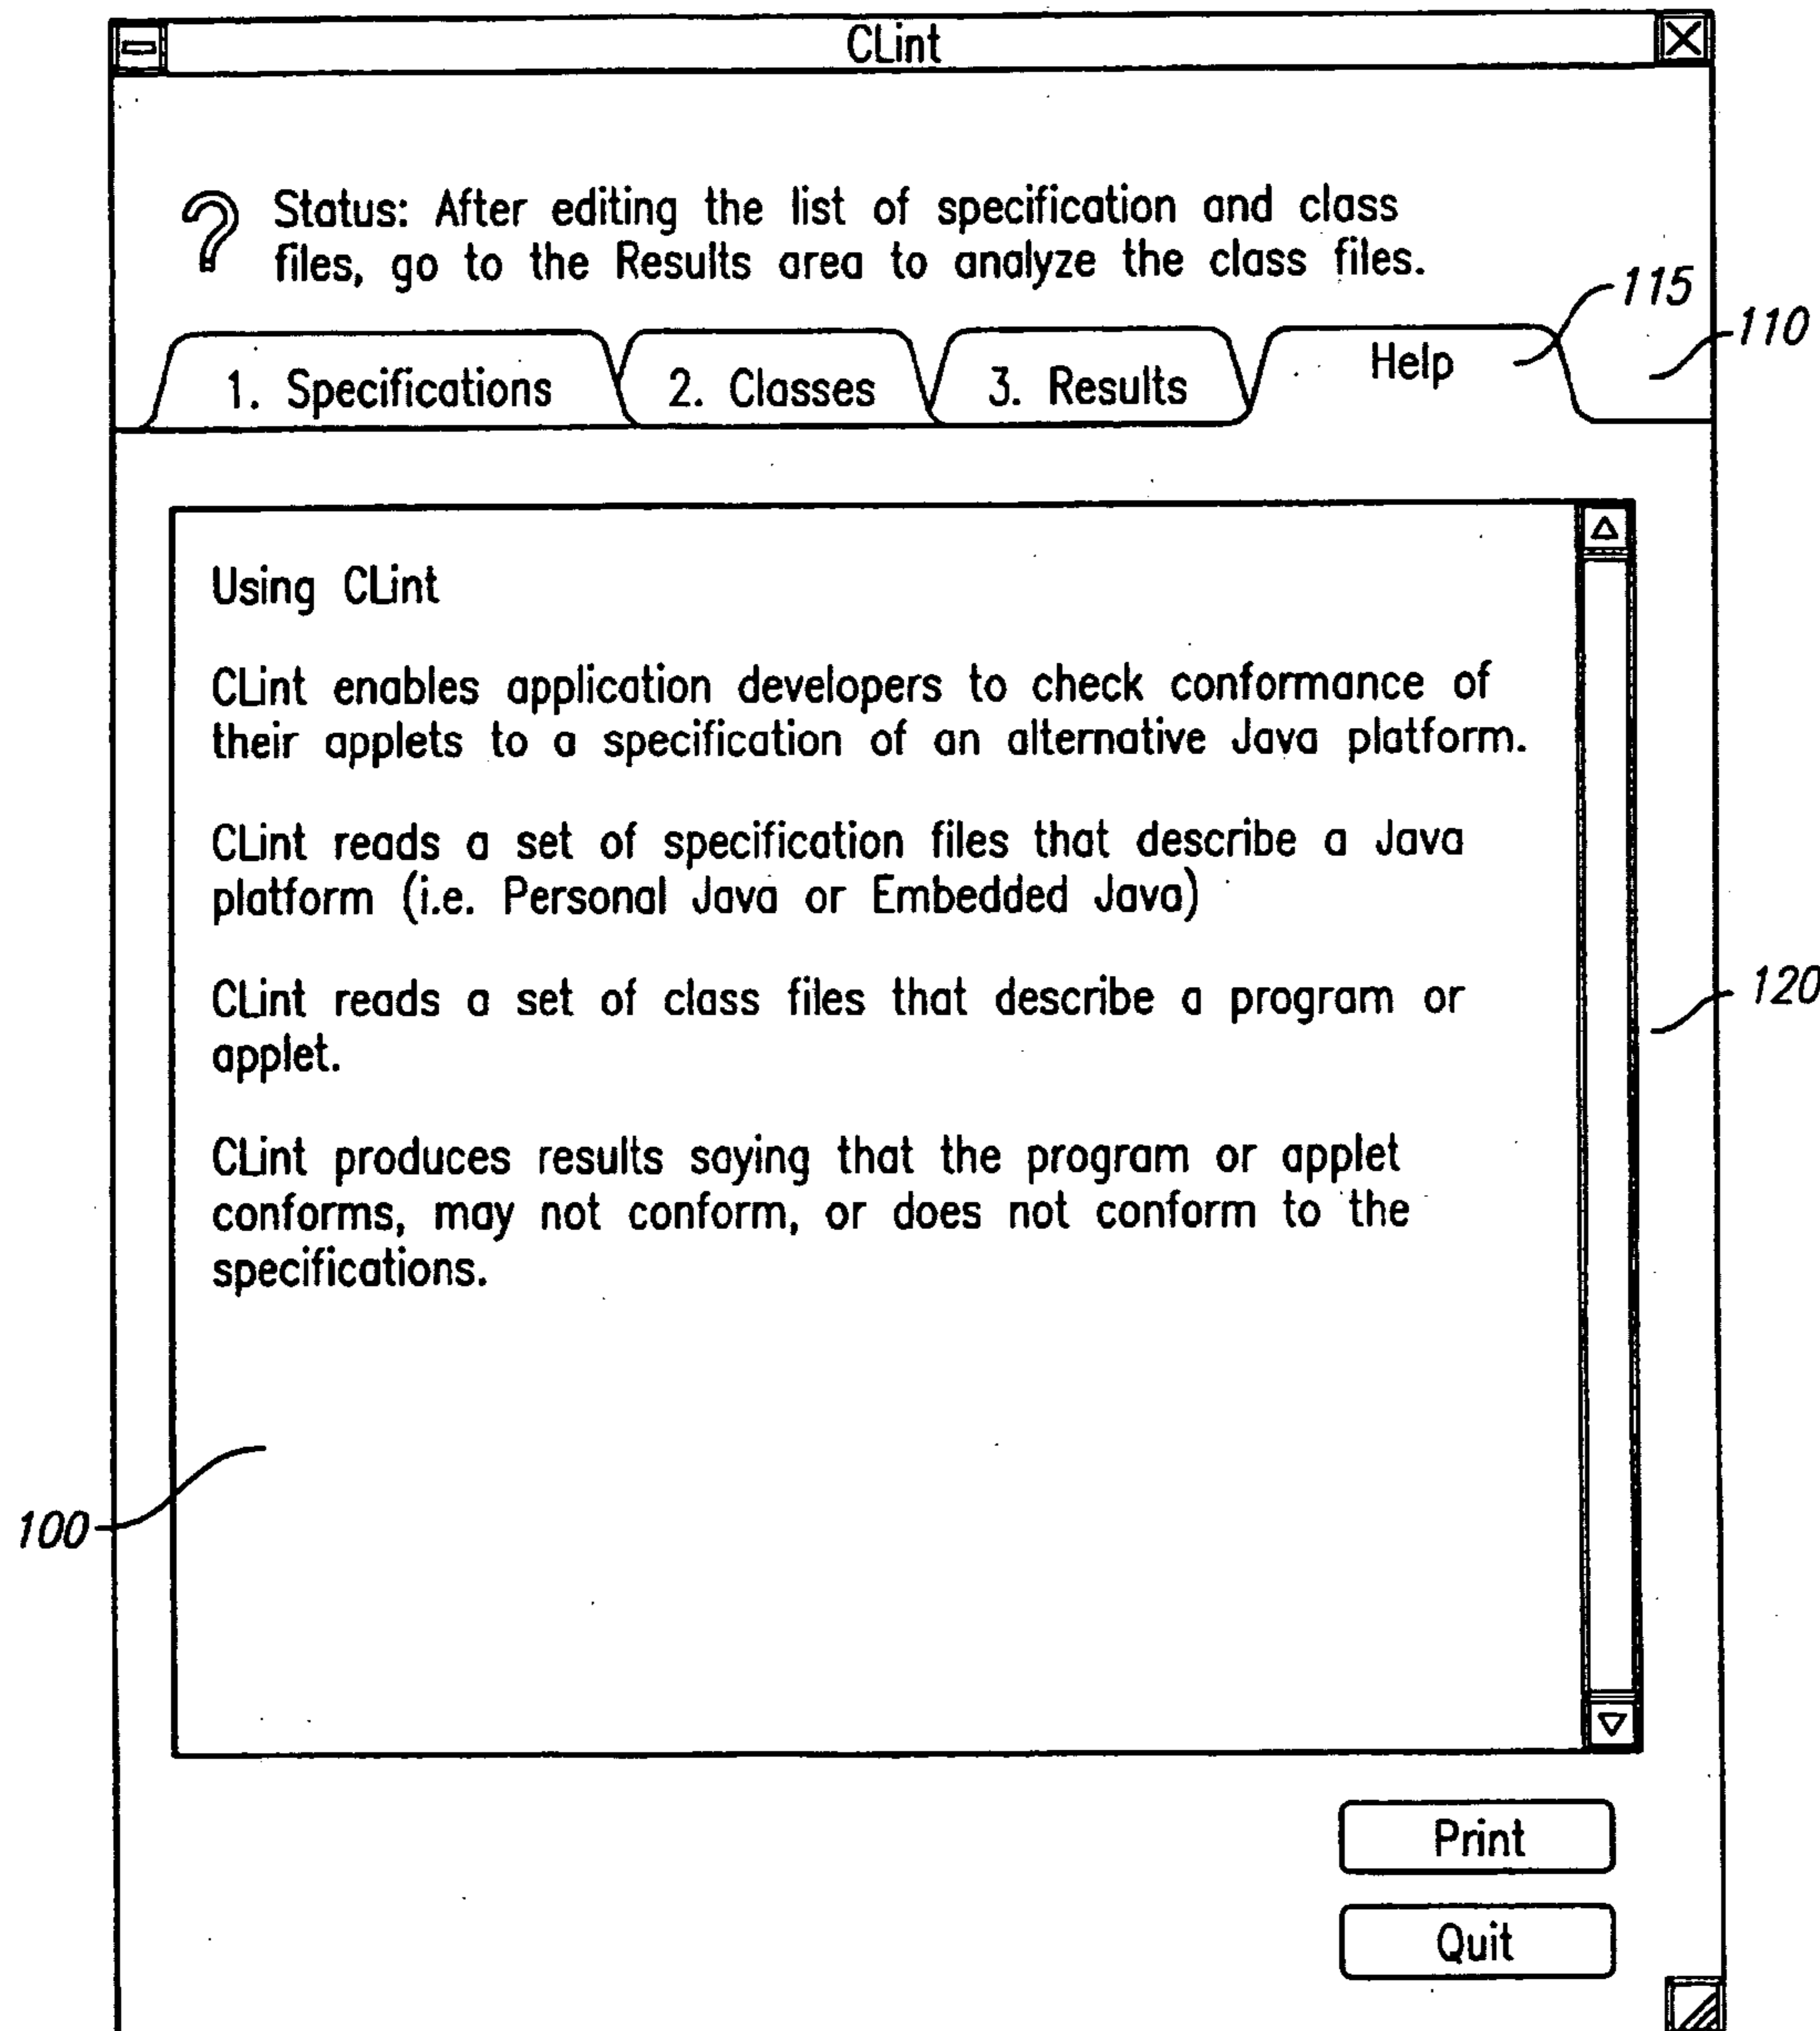 CLint
Status: After editing the list of specification and class
files, go to the Results area to analyze the class files.
115
110
1. Specifications
2. Classes
3. Results
Help
Using CLint
CLint enables application developers to check conformance of
their applets to a specification of an alternative Java platform.
CLint reads a set of specification files that describe a Java
platform (i.e. Personal Java or Embedded Java)
CLint reads a set of class files that describe a program or
applet.
120
CLint produces results saying that the program or applet
conforms, may not conform, or does not conform to the
specifications.
100
Print
Quit